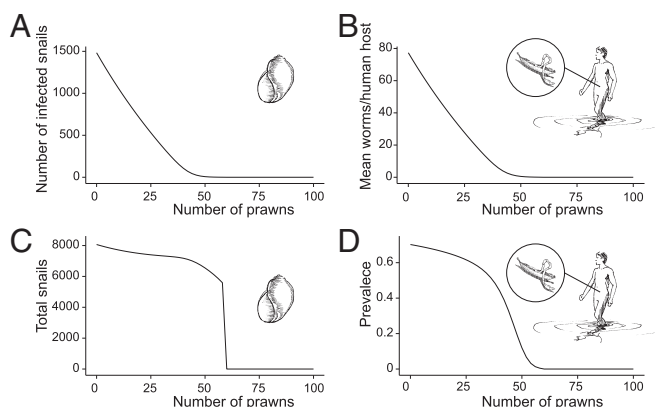 A
Number of infected snails
1500
1000
500
0
0 25 50 75 100
Number of prawns
B
Mean worms/human host
80
60
40
20
0
0 25 50 75 100
Number of prawns
C
Total snails
8000
6000
4000
2000
0
0 25 50 75 100
Number of prawns
D
Prevalece
0.6
0.4
0.2
0
0 25 50 75 100
Number of prawns